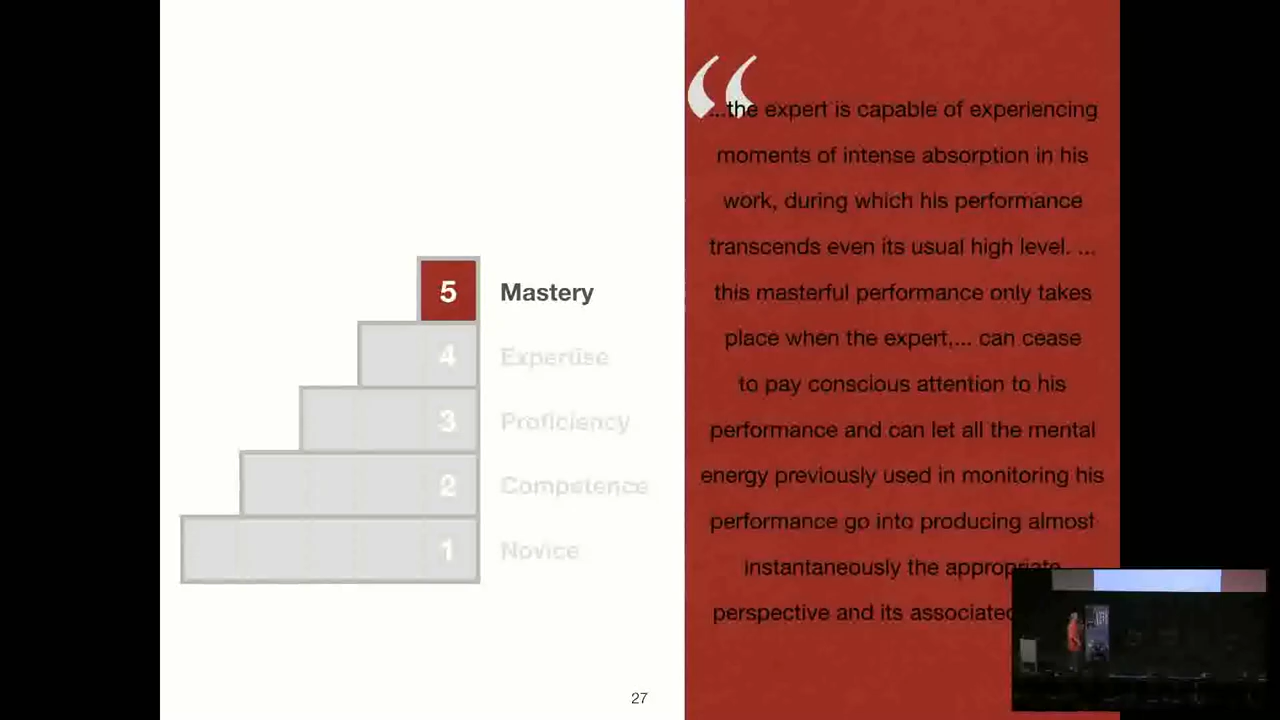 5 Mastery
4 Expertise
3 Proficiency
2 Competence
1 Novice
27
“
...the expert is capable of experiencing
moments of intense absorption in his
work, during which his performance
transcends even its usual high level. ...
this masterful performance only takes
place when the expert,... can cease
to pay conscious attention to his
performance and can let all the mental
energy previously used in monitoring his
performance go into producing almost
instantaneously the appropriate
perspective and its associated